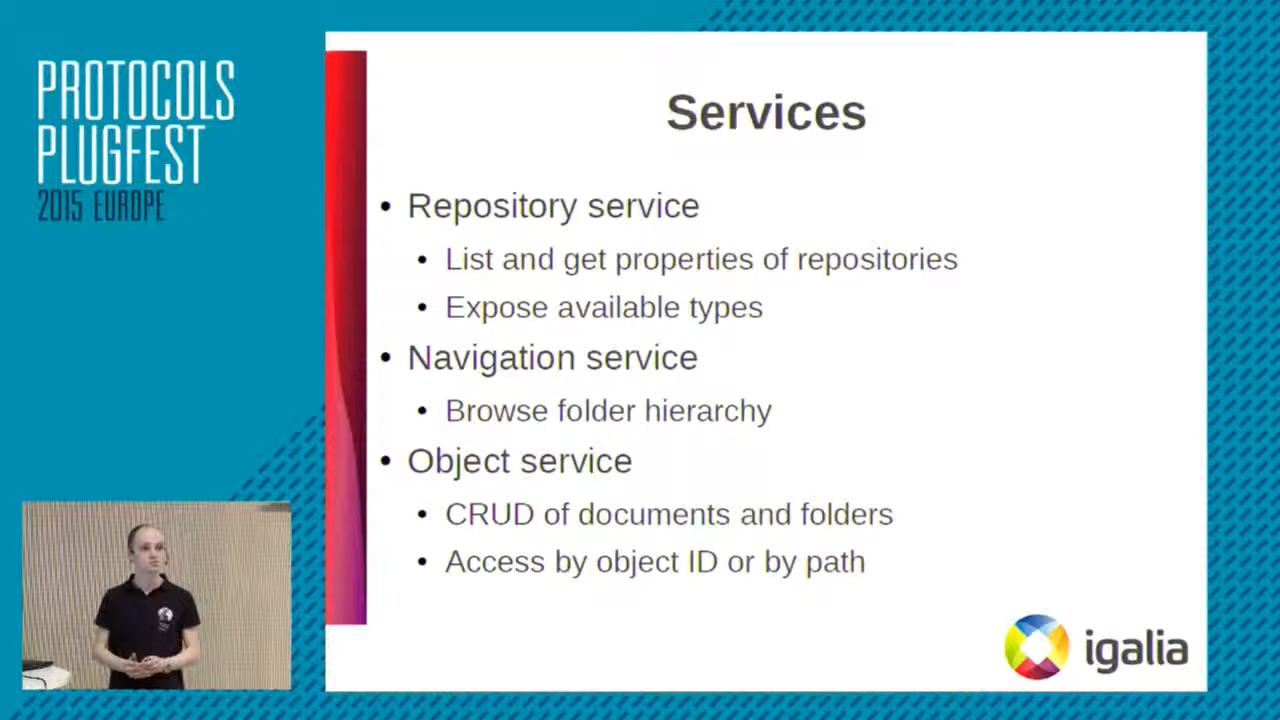 PROTOCOLS
PLUGFEST
2015 EUROPE
Services
• Repository service
• List and get properties of repositories
• Expose available types
• Navigation service
• Browse folder hierarchy
• Object service
• CRUD of documents and folders
• Access by object ID or by path
igalia